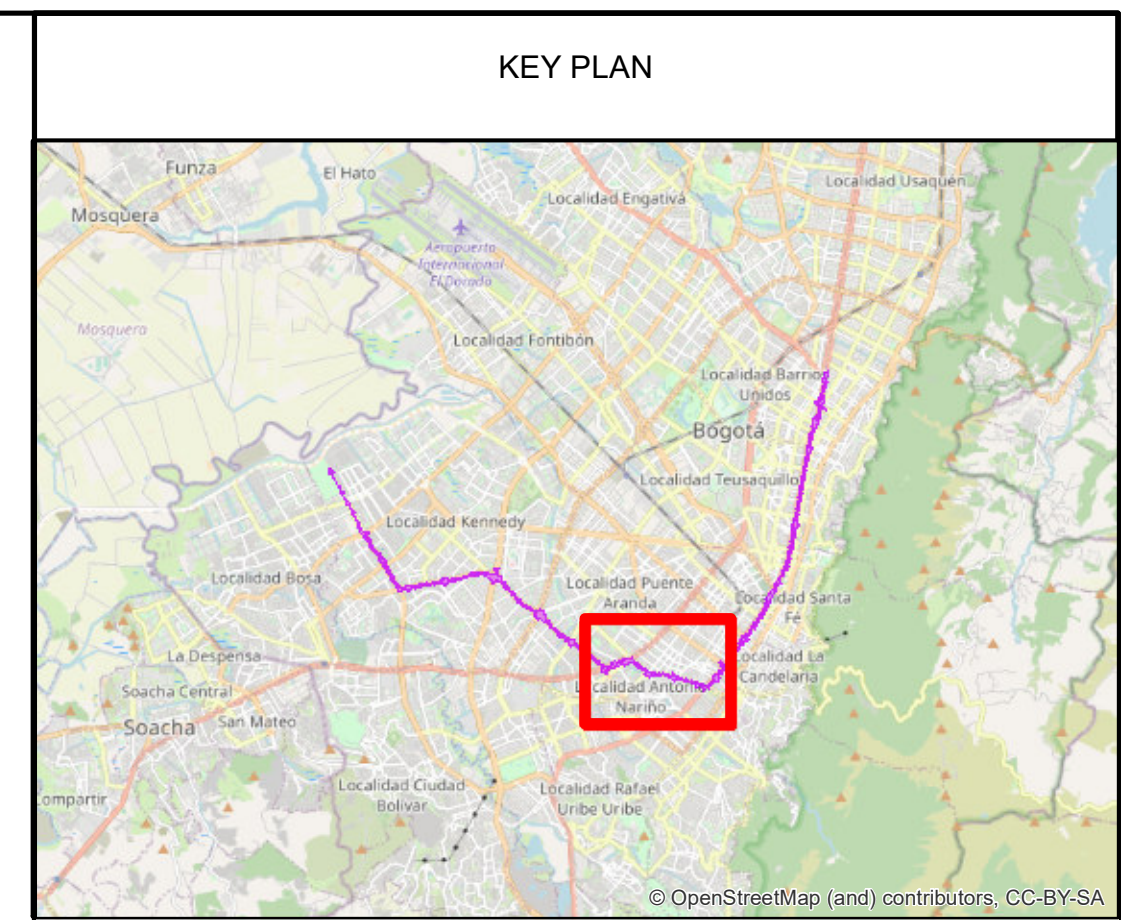 KEY PLAN
Funza
El Hato
Localidad Usaquén
Localidad Engativá
Mosquera
Aeropuerto
Internacional
El Dorado
Mosquera
Localidad Fontibón
Localidad Barrios
Unidos
Bogotá
Localidad Teusaquillo
Localidad Kennedy
Localidad Bosa
Localidad Puente
Aranda
Localidad Santa
Fé
La Despensa
Localidad La
Candelaria
Soacha Central
Localidad Antonio
Nariño
San Mateo
Soacha
Localidad Ciudad
Bolívar
Localidad Rafael
Uribe Uribe
ompartir
© OpenStreetMap (and) contributors, CC-BY-SA